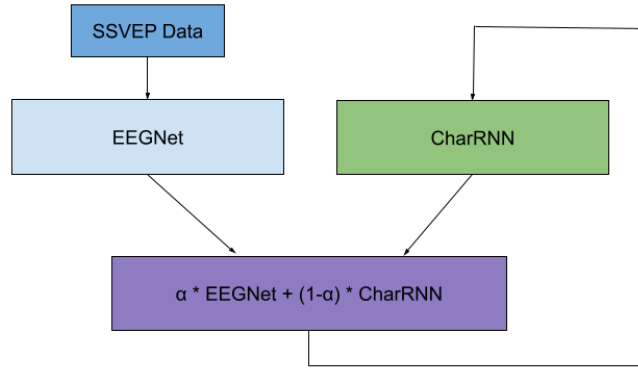 SSVEP Data
EEGNet
CharRNN
α * EEGNet + (1-α) * CharRNN